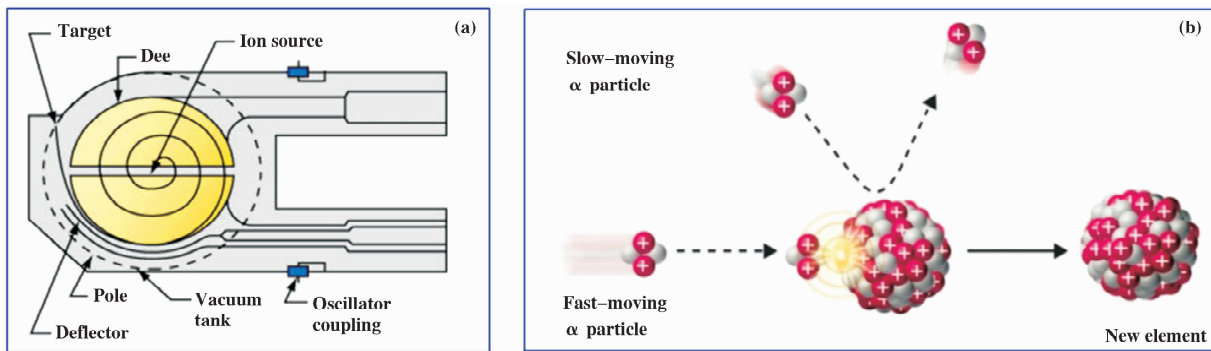 Target
Dee
Ion source
(a)
Pole
Deflector
Vacuum
tank
Oscillator
coupling
(b)
Slow–moving
α particle
Fast–moving
α particle
New element